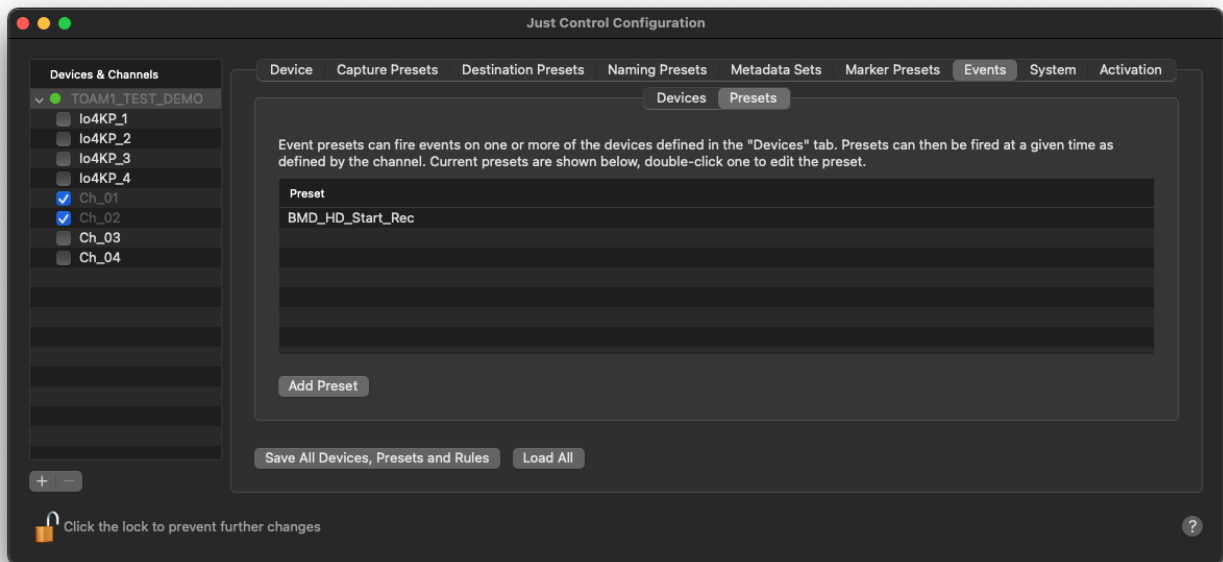 Just Control Configuration
Devices & Channels
TOAM1_TEST_DEMO
Io4KP_1
Io4KP_2
Io4KP_3
Io4KP_4
Ch_01
Ch_02
Ch_03
Ch_04
Device Capture Presets Destination Presets Naming Presets Metadata Sets Marker Presets Events System Activation
Devices Presets
Event presets can fire events on one or more of the devices defined in the "Devices" tab. Presets can then be fired at a given time as
defined by the channel. Current presets are shown below, double-click one to edit the preset.
Preset
BMD_HD_Start_Rec
Add Preset
Save All Devices, Presets and Rules Load All
+ −
Click the lock to prevent further changes
?